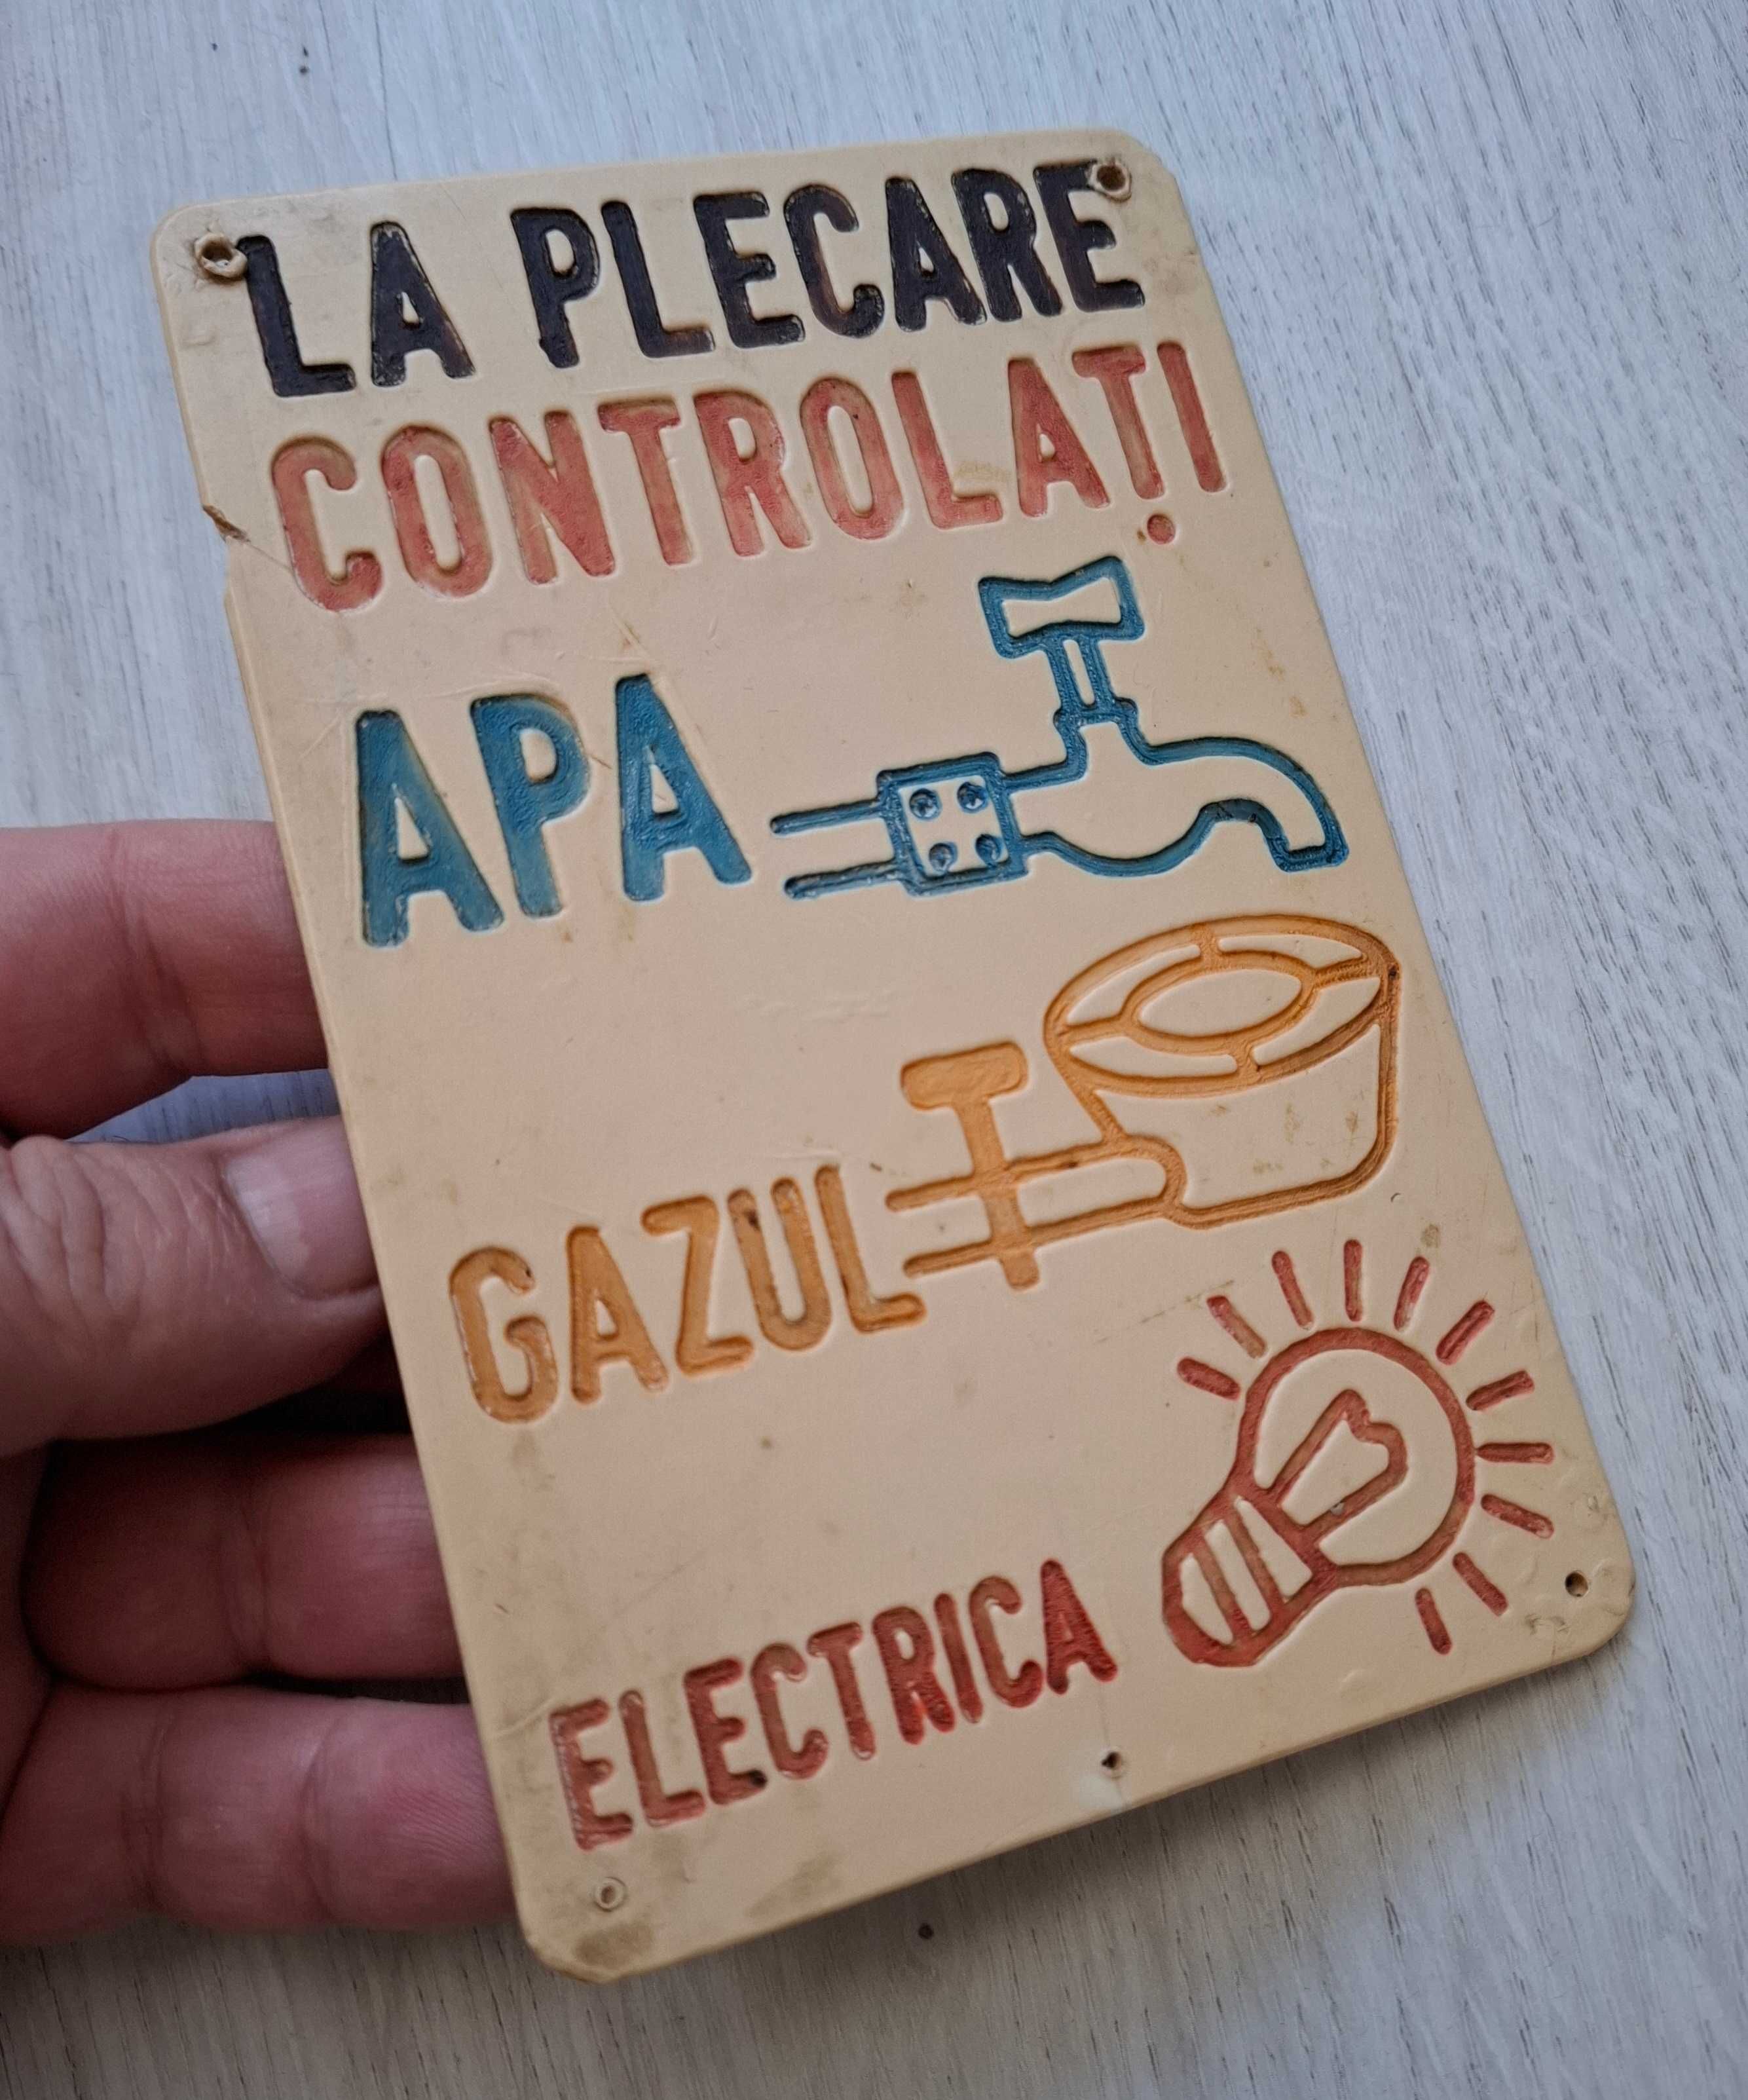 LA PLECARE
CONTROLAȚI
APA
GAZUL
ELECTRICA